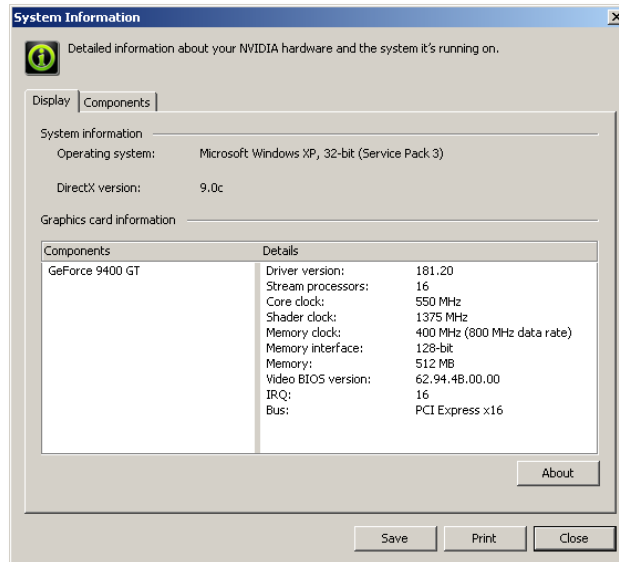 System Information
Detailed information about your NVIDIA hardware and the system it's running on.
Display Components
System information
Operating system: Microsoft Windows XP, 32-bit (Service Pack 3)
DirectX version: 9.0c
Graphics card information
Components Details
GeForce 9400 GT Driver version: 181.20
Stream processors: 16
Core clock: 550 MHz
Shader clock: 1375 MHz
Memory clock: 400 MHz (800 MHz data rate)
Memory interface: 128-bit
Memory: 512 MB
Video BIOS version: 62.94.4B.00.00
IRQ: 16
Bus: PCI Express x16
About
Save Print Close